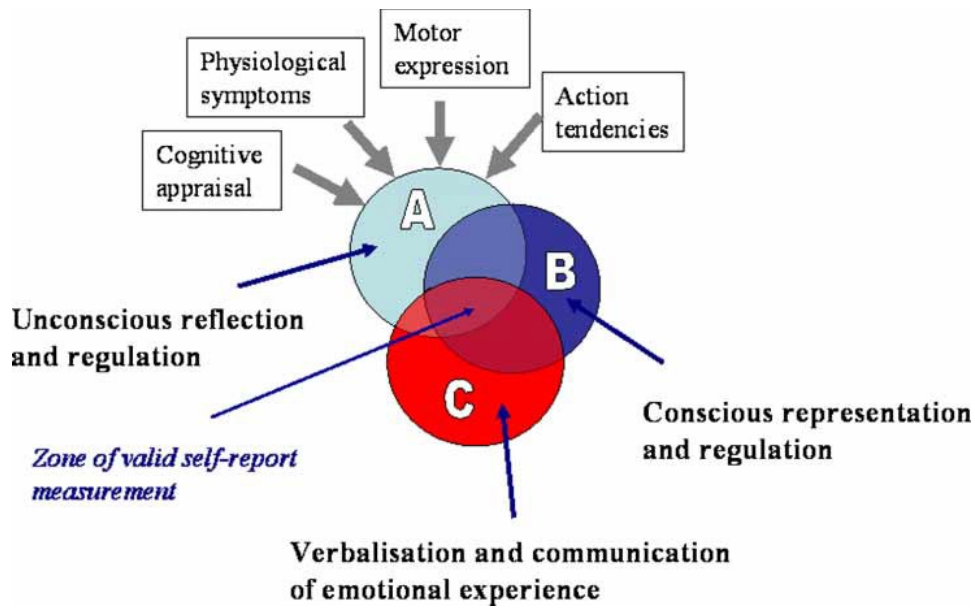 Motor
expression
Physiological
symptoms
Action
tendencies
Cognitive
appraisal
A
B
C
Unconscious reflection
and regulation
Zone of valid self-report
measurement
Conscious representation
and regulation
Verbalisation and communication
of emotional experience